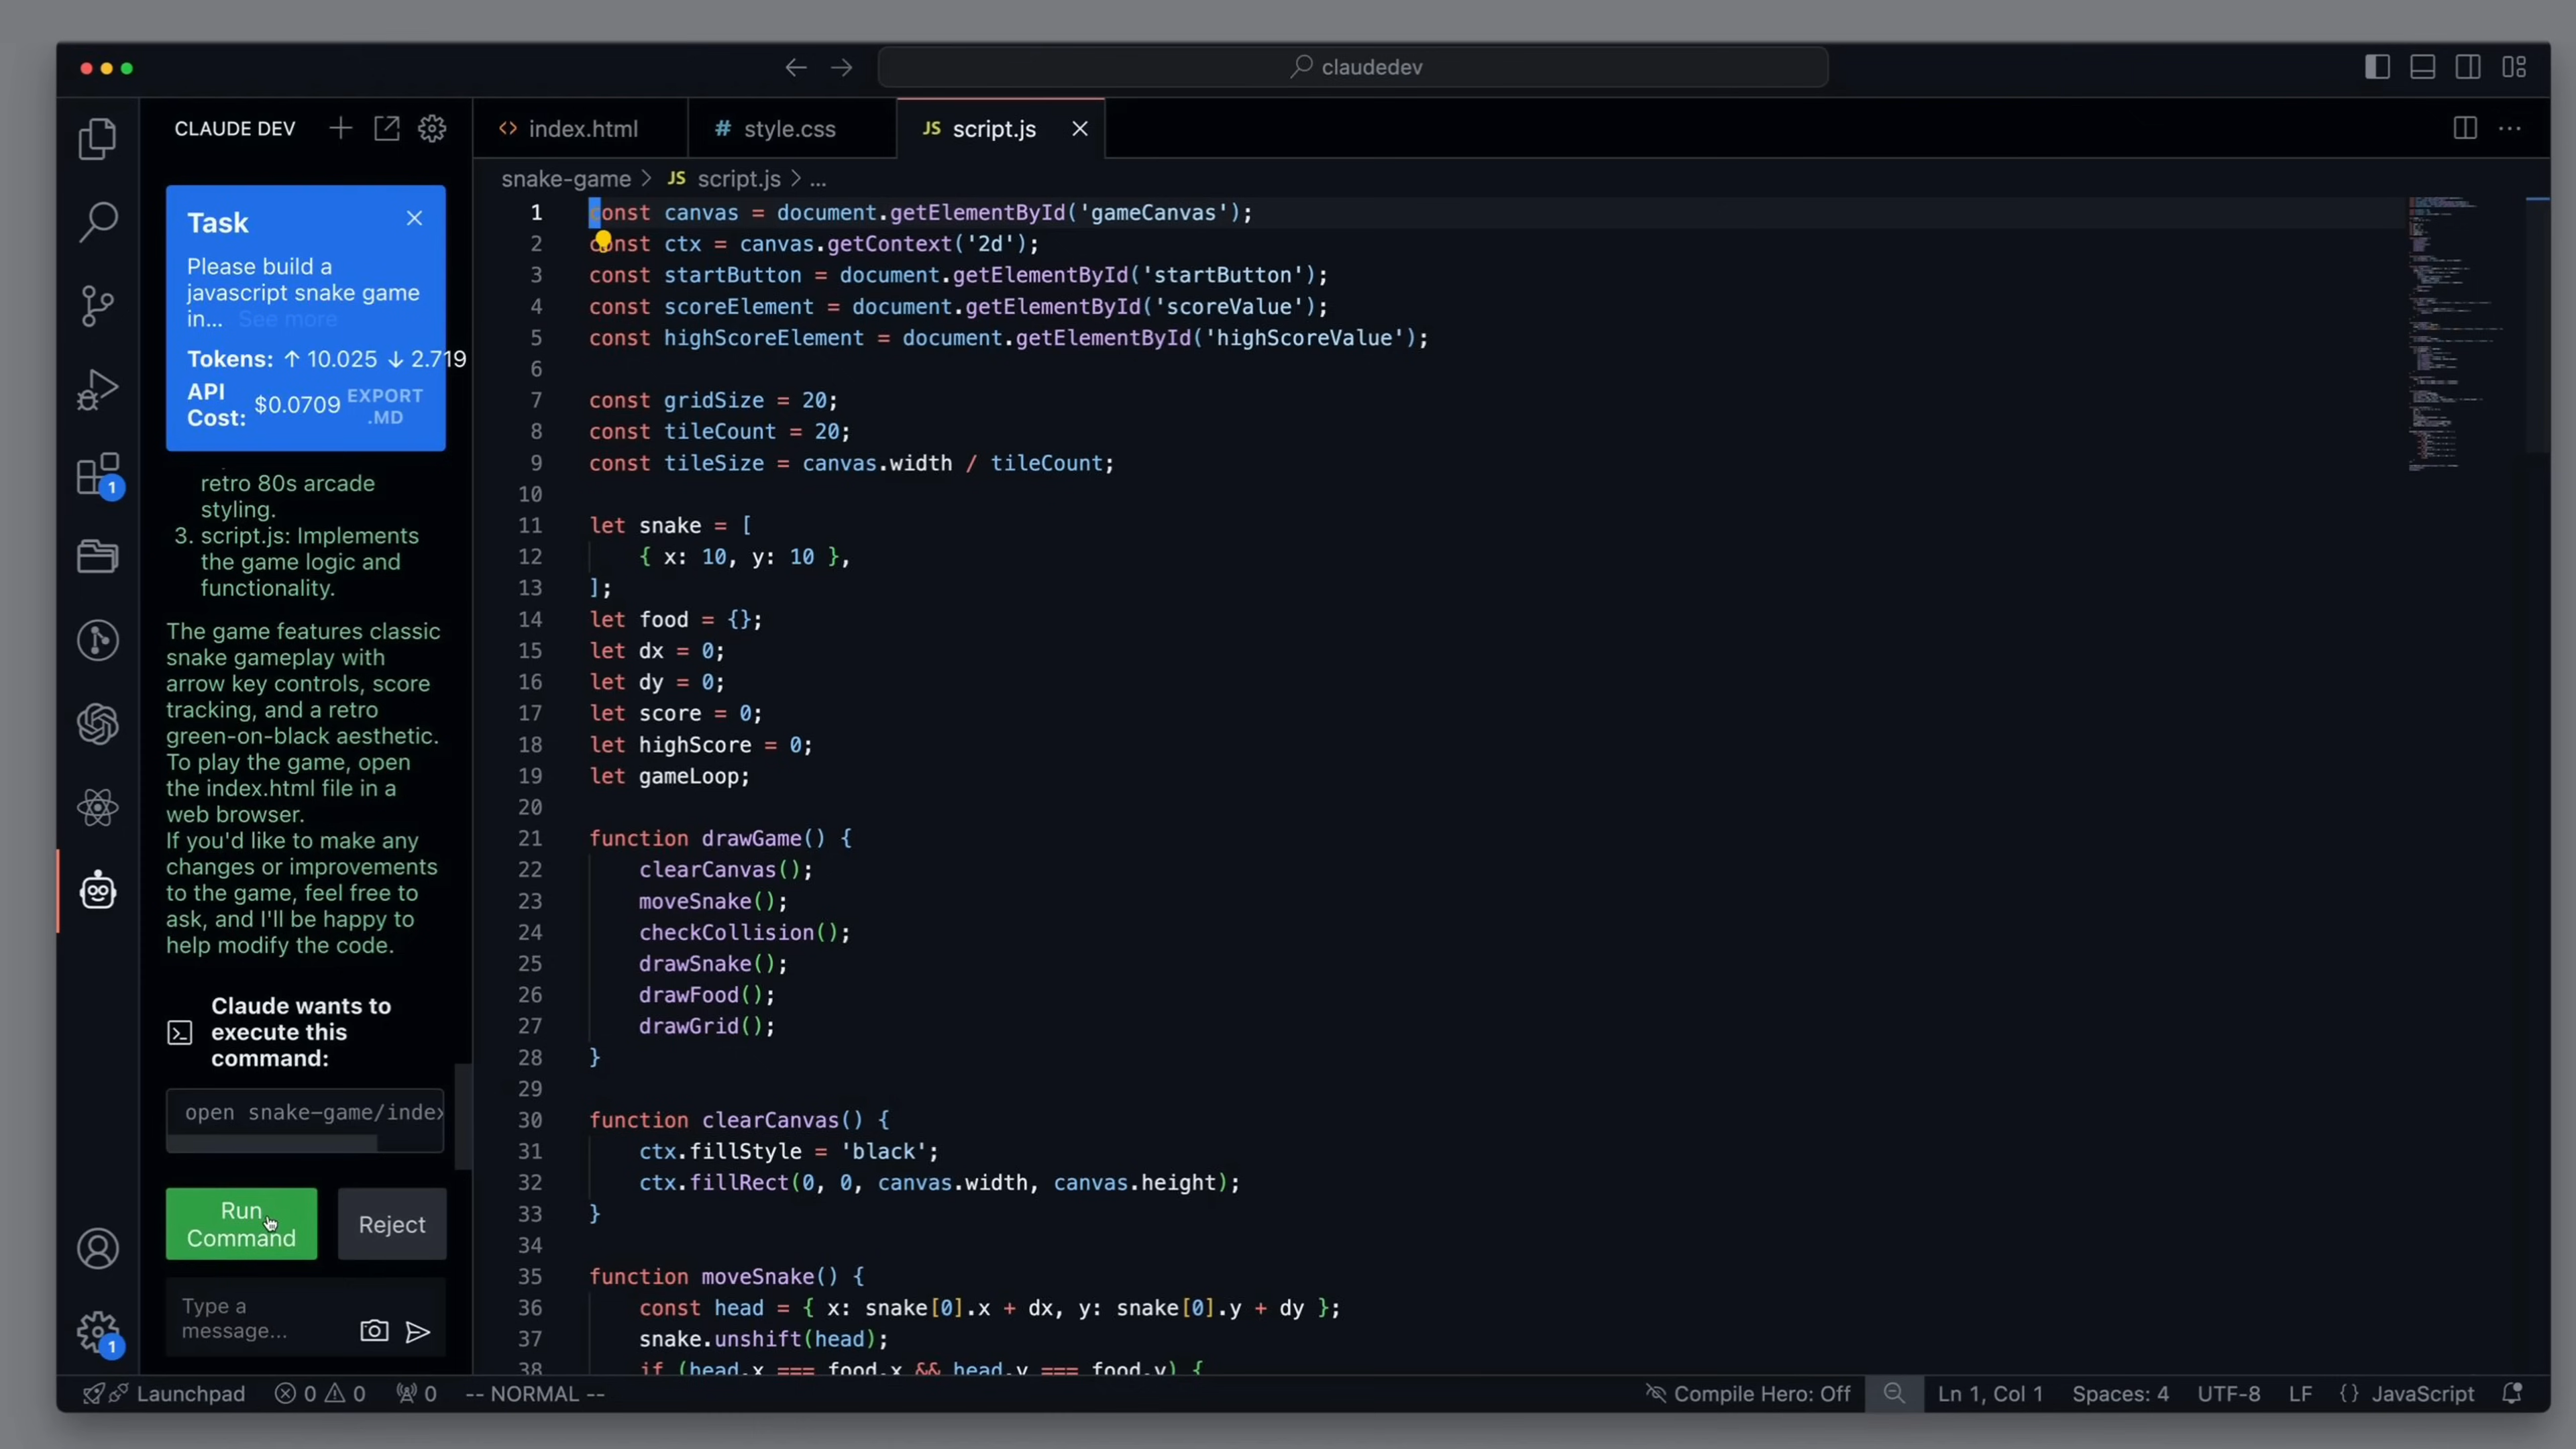 claudedev
CLAUDE DEV
Task
Please build a
javascript snake game
in... See more
Tokens: ↑ 10.025 ↓ 2.719
API
Cost: $0.0709 EXPORT
.MD
retro 80s arcade
styling.
3. script.js: Implements
the game logic and
functionality.
The game features classic
snake gameplay with
arrow key controls, score
tracking, and a retro
green-on-black aesthetic.
To play the game, open
the index.html file in a
web browser.
If you'd like to make any
changes or improvements
to the game, feel free to
ask, and I'll be happy to
help modify the code.
Claude wants to
execute this
command:
open snake-game/index
Run
Command
Reject
Type a
message...
1
1
<> index.html
# style.css
JS script.js
snake-game > JS script.js > ...
1 const canvas = document.getElementById('gameCanvas');
2 const ctx = canvas.getContext('2d');
3 const startButton = document.getElementById('startButton');
4 const scoreElement = document.getElementById('scoreValue');
5 const highScoreElement = document.getElementById('highScoreValue');
6
7 const gridSize = 20;
8 const tileCount = 20;
9 const tileSize = canvas.width / tileCount;
10
11 let snake = [
12 { x: 10, y: 10 },
13 ];
14 let food = {};
15 let dx = 0;
16 let dy = 0;
17 let score = 0;
18 let highScore = 0;
19 let gameLoop;
20
21 function drawGame() {
22 clearCanvas();
23 moveSnake();
24 checkCollision();
25 drawSnake();
26 drawFood();
27 drawGrid();
28 }
29
30 function clearCanvas() {
31 ctx.fillStyle = 'black';
32 ctx.fillRect(0, 0, canvas.width, canvas.height);
33 }
34
35 function moveSnake() {
36 const head = { x: snake[0].x + dx, y: snake[0].y + dy };
37 snake.unshift(head);
38 if (head.x === food.x && head.y === food.y) {
Launchpad 0 0 0 -- NORMAL -- Compile Hero: Off Ln 1, Col 1 Spaces: 4 UTF-8 LF {} JavaScript